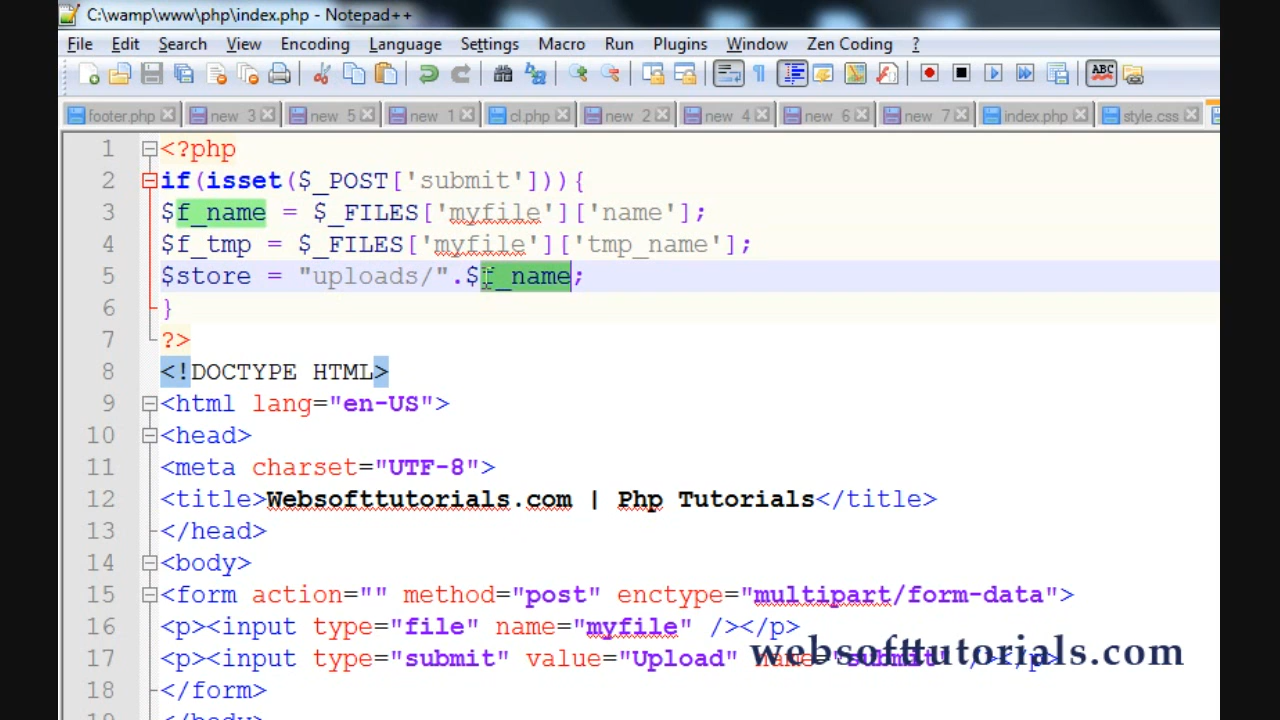 C:\wamp\www\php\index.php - Notepad++
File Edit Search View Encoding Language Settings Macro Run Plugins Window Zen Coding ?
ABC
footer.php new 3 new 5 new 1 cl.php new 2 new 4 new 6 new 7 index.php style.css
1 <?php
2 if(isset($_POST['submit'])){
3 $f_name = $_FILES['myfile']['name'];
4 $f_tmp = $_FILES['myfile']['tmp_name'];
5 $store = "uploads/".$f_name;
6 }
7 ?>
8 <!DOCTYPE HTML>
9 <html lang="en-US">
10 <head>
11 <meta charset="UTF-8">
12 <title>Websofttutorials.com | Php Tutorials</title>
13 </head>
14 <body>
15 <form action="" method="post" enctype="multipart/form-data">
16 <p><input type="file" name="myfile" /></p>
17 <p><input type="submit" value="Upload" name="submit" /></p>
websofttutorials.com
18 </form>
19 </body>